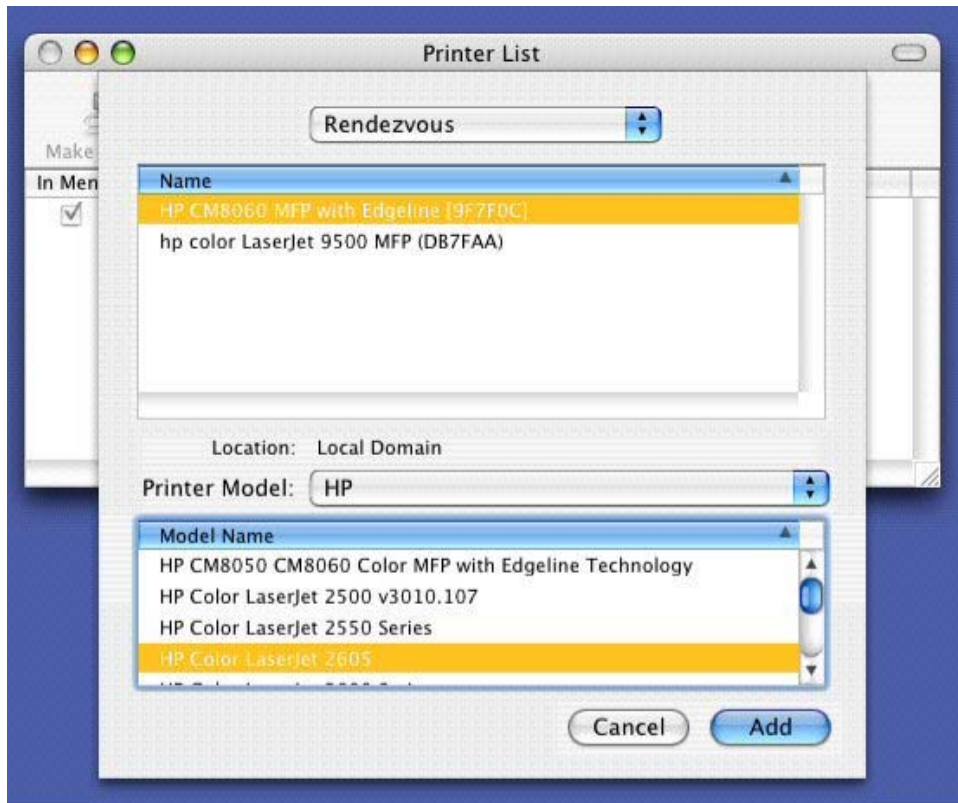 Printer List
Rendezvous
Make
In Men
Name
HP CM8060 MFP with Edgeline [9F7F0C]
hp color LaserJet 9500 MFP (DB7FAA)
Location: Local Domain
Printer Model: HP
Model Name
HP CM8050 CM8060 Color MFP with Edgeline Technology
HP Color LaserJet 2500 v3010.107
HP Color LaserJet 2550 Series
HP Color LaserJet 2605
Cancel Add